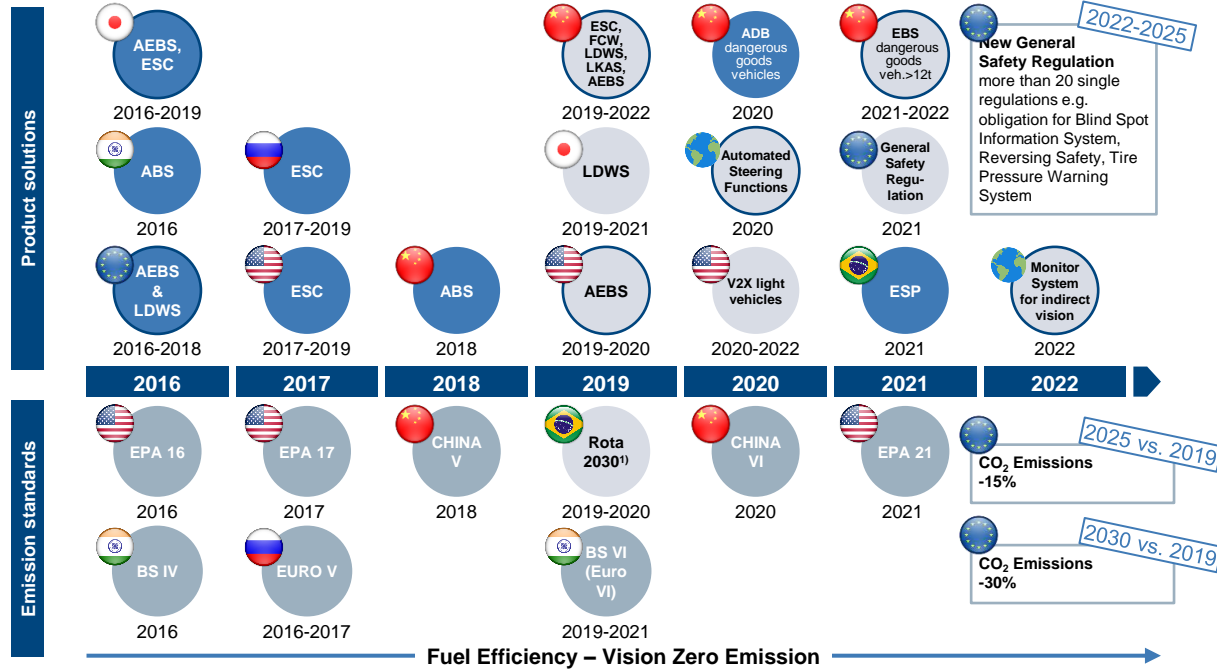 Product solutions
AEBS,
ESC
2016-2019
ESC,
FCW,
LDWS,
LKAS,
AEBS
2019-2022
ADB
dangerous
goods
vehicles
2020
EBS
dangerous
goods
veh.>12t
2021-2022
2022-2025
New General
Safety Regulation
more than 20 single
regulations e.g.
obligation for Blind Spot
Information System,
Reversing Safety, Tire
Pressure Warning
System
ABS
2016
ESC
2017-2019
LDWS
2019-2021
Automated
Steering
Functions
2020
General
Safety
Regu-
lation
2021
AEBS
&
LDWS
2016-2018
ESC
2017-2019
ABS
2018
AEBS
2019-2020
V2X light
vehicles
2020-2022
ESP
2021
Monitor
System
for indirect
vision
2022
2016
2017
2018
2019
2020
2021
2022
Emission standards
EPA 16
2016
EPA 17
2017
CHINA
V
2018
Rota
2030¹⁾
2019-2020
CHINA
VI
2020
EPA 21
2021
2025 vs. 2019
CO₂ Emissions
-15%
BS IV
2016
EURO V
2016-2017
BS VI
(Euro
VI)
2019-2021
2030 vs. 2019
CO₂ Emissions
-30%
Fuel Efficiency – Vision Zero Emission